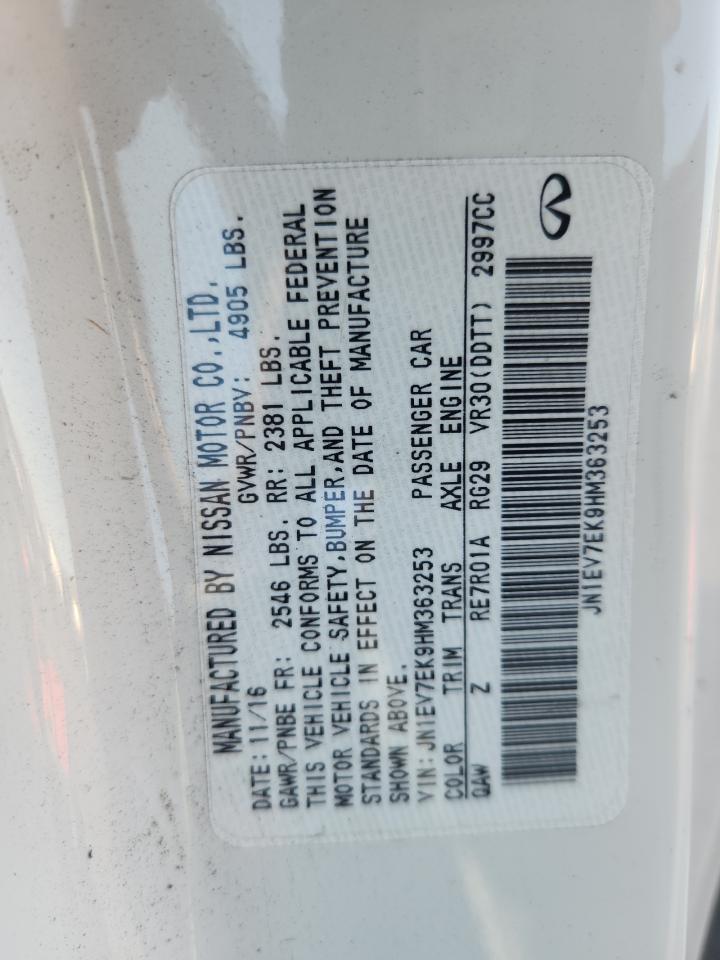 MANUFACTURED BY NISSAN MOTOR CO.,LTD.
DATE: 11/16 GVWR/PNBV: 4905 LBS.
GAWR/PNBE FR: 2546 LBS. RR: 2381 LBS.
THIS VEHICLE CONFORMS TO ALL APPLICABLE FEDERAL
MOTOR VEHICLE SAFETY,BUMPER,AND THEFT PREVENTION
STANDARDS IN EFFECT ON THE DATE OF MANUFACTURE
SHOWN ABOVE.
VIN: JN1EV7EK9HM363253 PASSENGER CAR
COLOR TRIM TRANS AXLE ENGINE
QAW Z RE7R01A RG29 VR30(DDTT) 2997CC
JN1EV7EK9HM363253